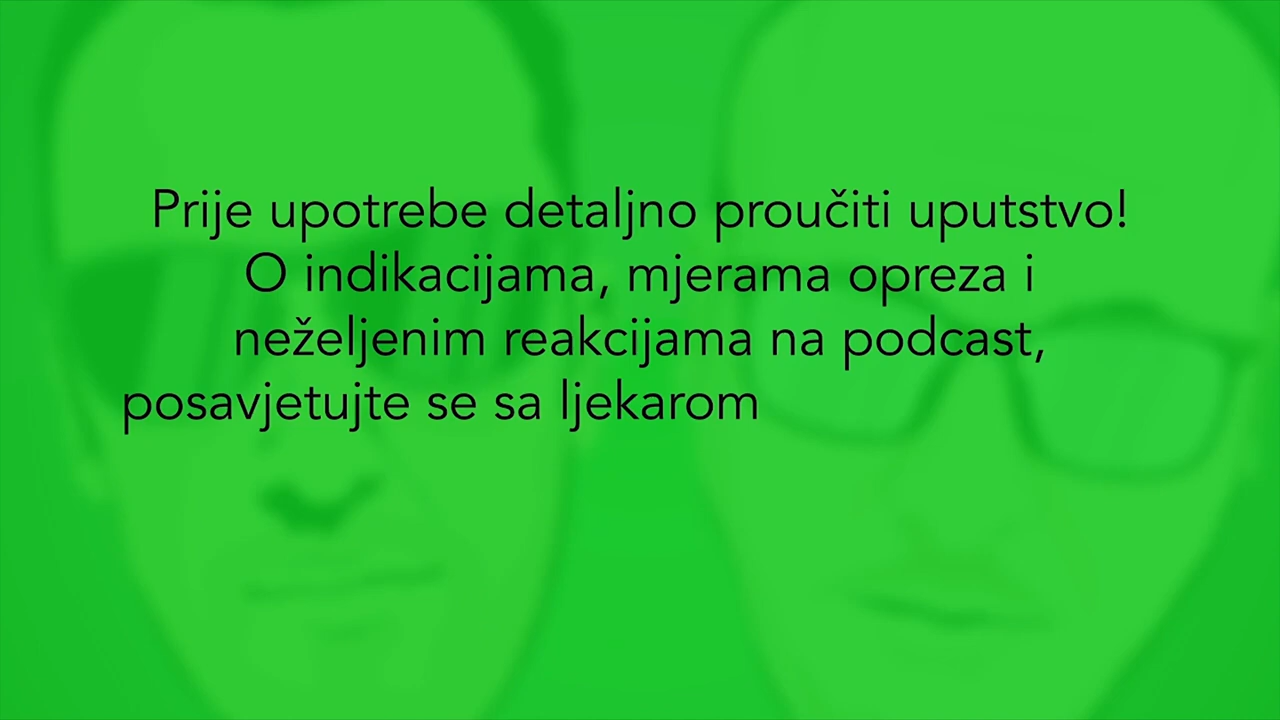 Prije upotrebe detaljno proučiti uputstvo!
O indikacijama, mjerama opreza i
neželjenim reakcijama na podcast,
posavjetujte se sa ljekarom